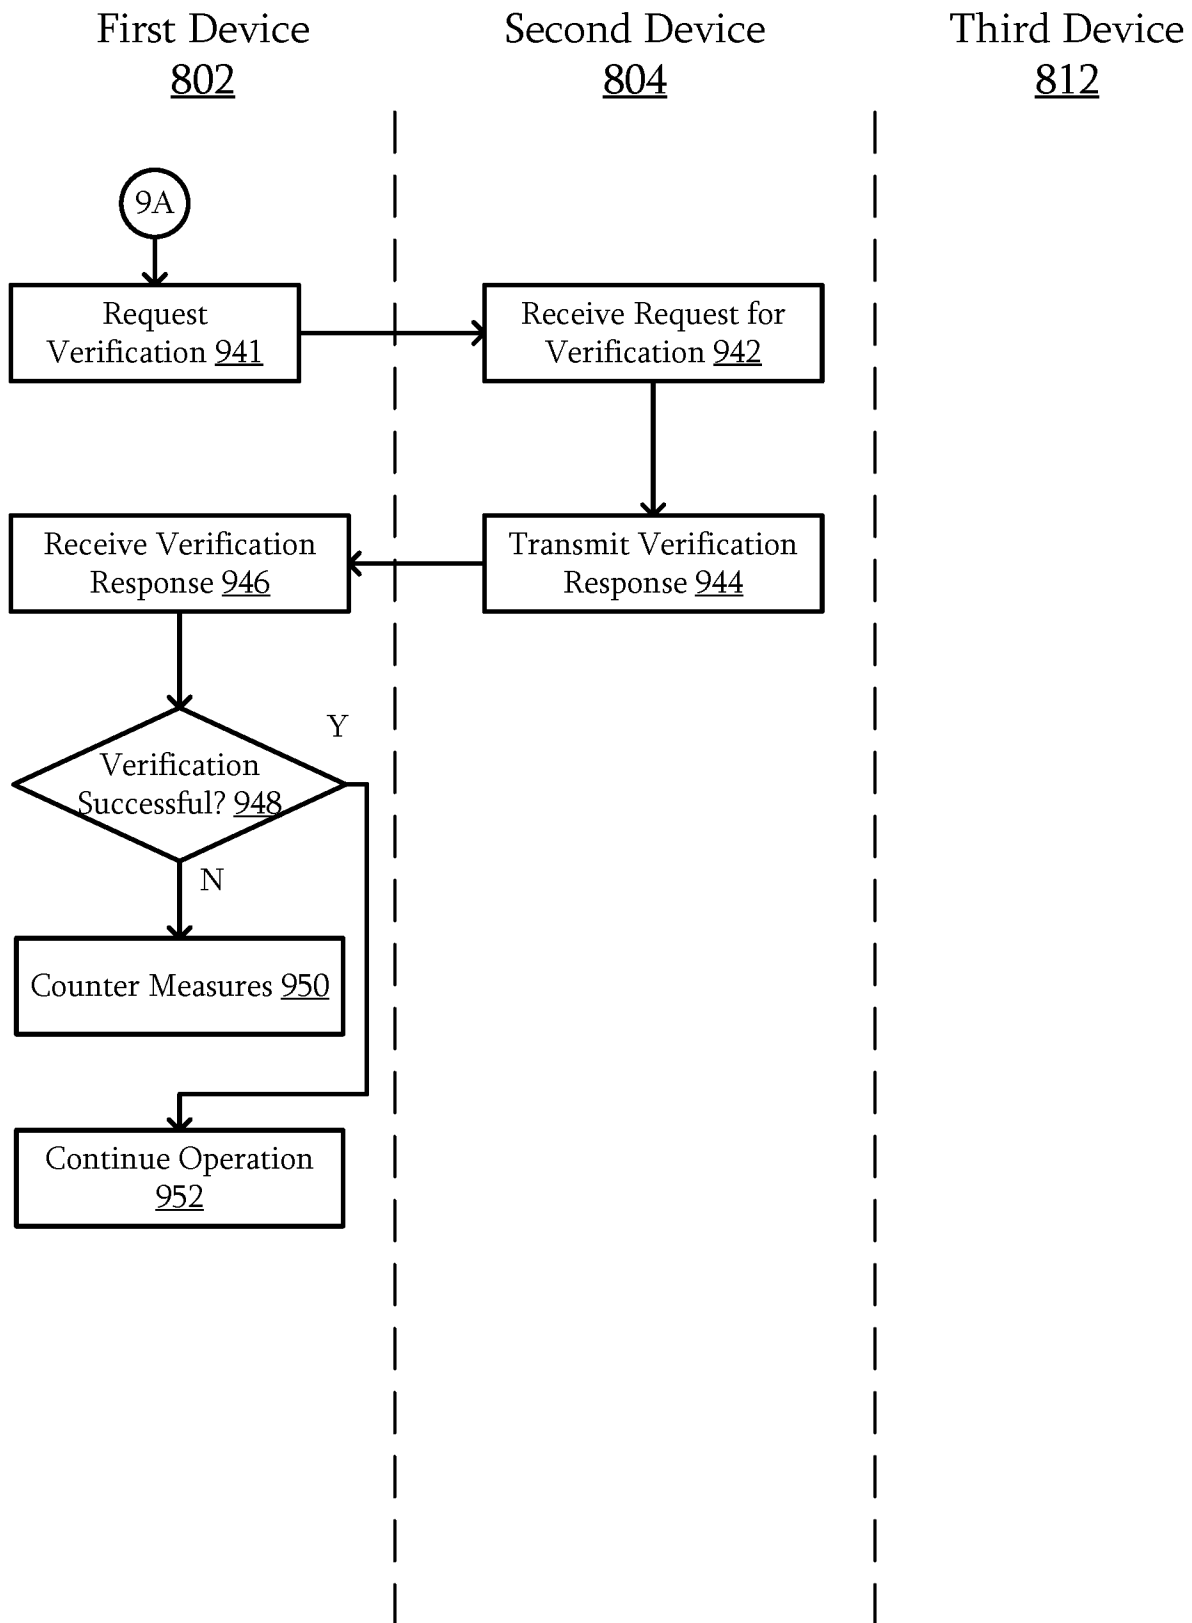 First Device
802
Second Device
804
Third Device
812
9A
Request
Verification 941
Receive Request for
Verification 942
Receive Verification
Response 946
Transmit Verification
Response 944
Y
Verification
Successful? 948
N
Counter Measures 950
Continue Operation
952